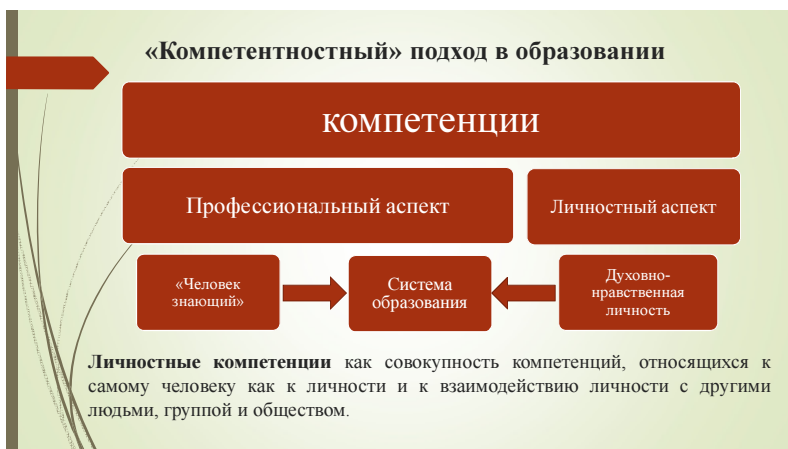 «Компетентностный» подход в образовании
компетенции
Профессиональный аспект
Личностный аспект
«Человек
знающий»
Система
образования
Духовно-
нравственная
личность
Личностные компетенции как совокупность компетенций, относящихся к
самому человеку как к личности и к взаимодействию личности с другими
людьми, группой и обществом.